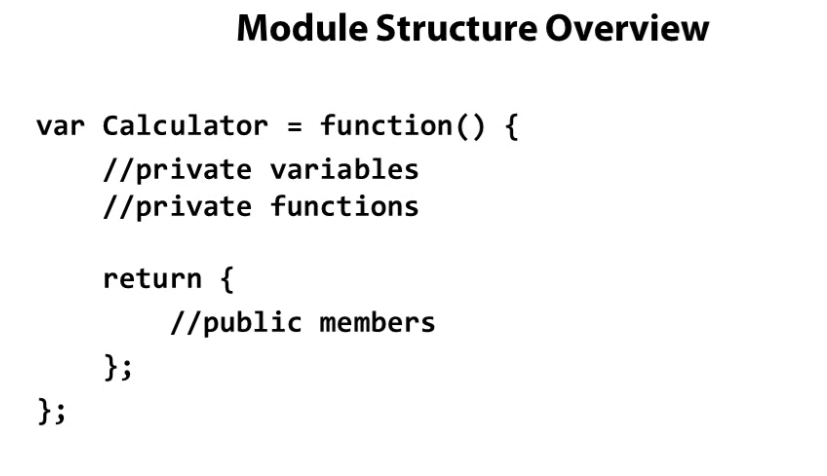 Module Structure Overview
var Calculator = function() {
    //private variables
    //private functions
    return {
        //public members
    };
};